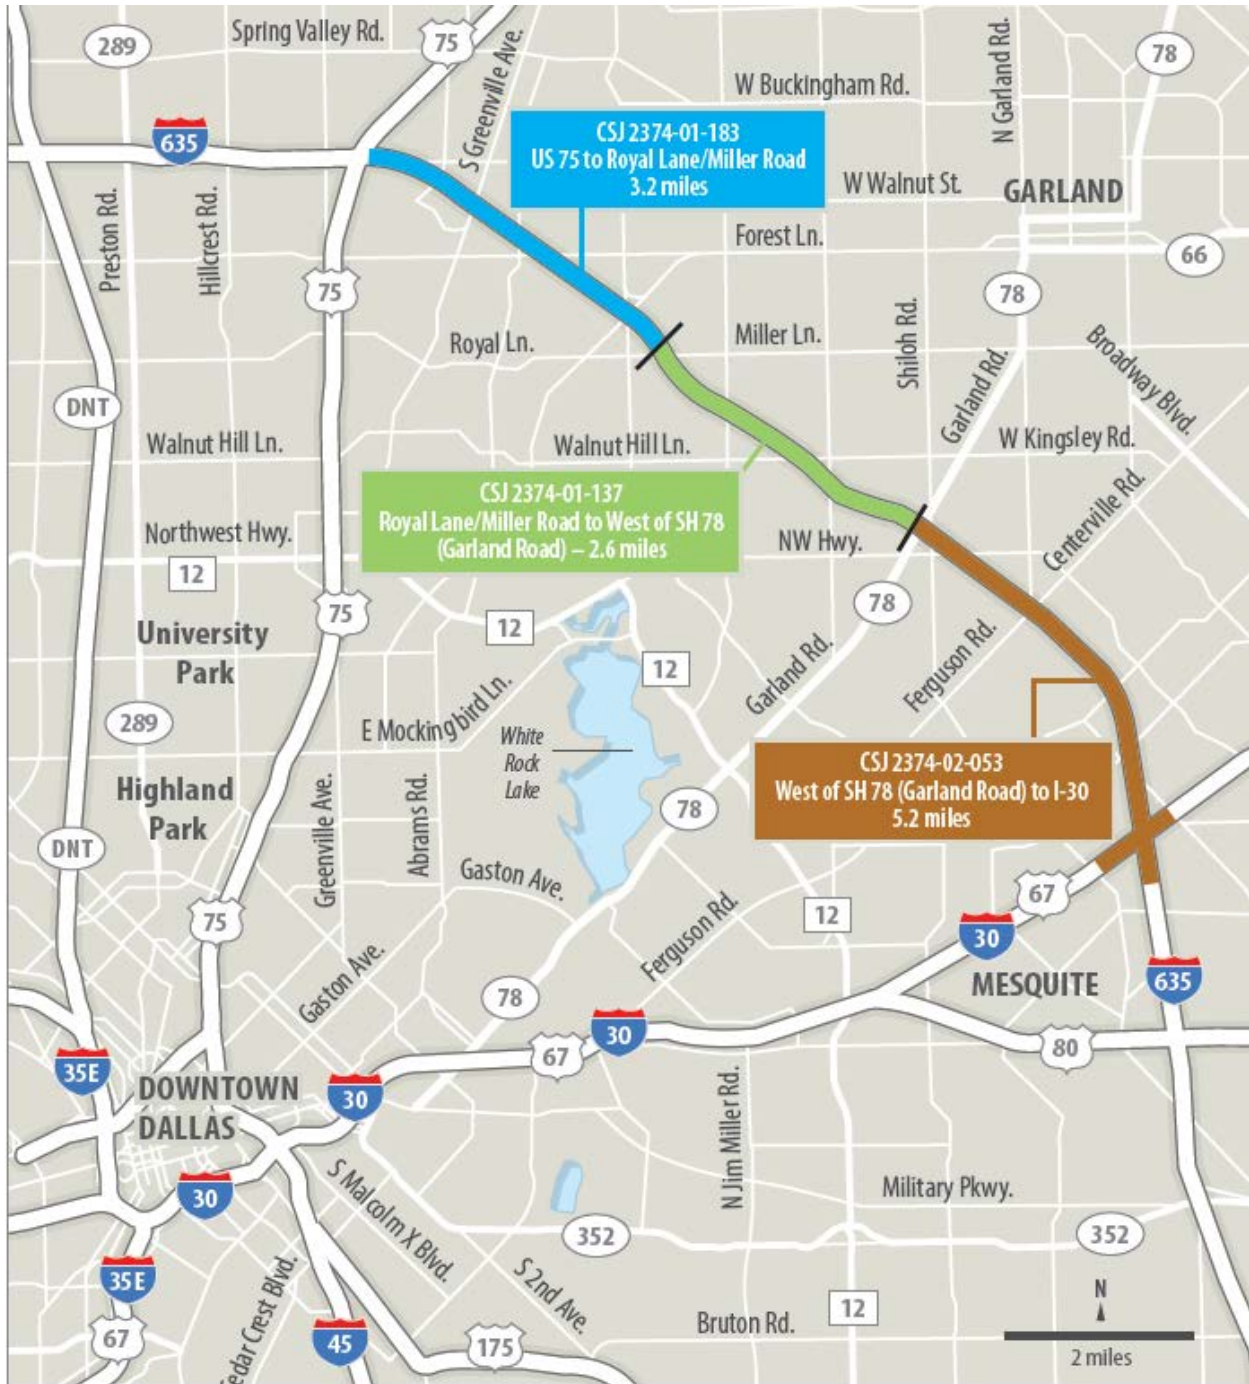 Spring Valley Rd.
289
75
S Greenville Ave.
W Buckingham Rd.
N Garland Rd.
78
635
CSJ 2374-01-183
US 75 to Royal Lane/Miller Road
3.2 miles
W Walnut St.
GARLAND
Preston Rd.
Hillcrest Rd.
Forest Ln.
66
75
78
Royal Ln.
Miller Ln.
Shiloh Rd.
Garland Rd.
Broadway Blvd.
DNT
Walnut Hill Ln.
Walnut Hill Ln.
W Kingsley Rd.
CSJ 2374-01-137
Royal Lane/Miller Road to West of SH 78
(Garland Road) – 2.6 miles
Centerville Rd.
Northwest Hwy.
NW Hwy.
12
75
78
12
University
Park
12
Garland Rd.
Ferguson Rd.
289
E Mockingbird Ln.
White
Rock
Lake
CSJ 2374-02-053
West of SH 78 (Garland Road) to I-30
5.2 miles
Highland
Park
78
Greenville Ave.
Abrams Rd.
DNT
Gaston Ave.
67
75
12
30
Ferguson Rd.
Gaston Ave.
MESQUITE
635
78
30
67
80
35E
DOWNTOWN
DALLAS
30
N Jim Miller Rd.
30
S Malcolm X Blvd.
Military Pkwy.
352
352
35E
S 2nd Ave.
N
12
67
Cedar Crest Blvd.
45
175
Bruton Rd.
2 miles